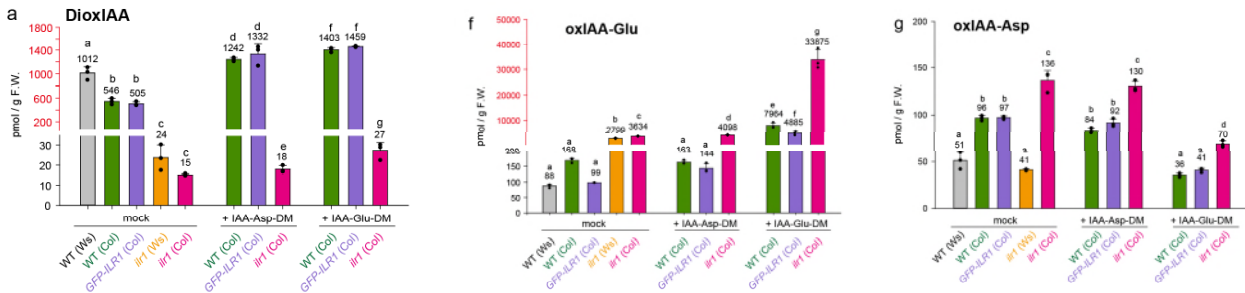 a
DioxIAA
pmol / g F.W.
1800
1400
1000
600
200
30
20
10
0
a
1012
b
546
b
505
c
24
c
15
d
1242
d
1332
e
18
f
1403
f
1459
g
27
mock
+ IAA-Asp-DM
+ IAA-Glu-DM
WT (Ws)
WT (Col)
GFP-ILR1 (Col)
ilr1 (Ws)
ilr1 (Col)
WT (Col)
GFP-ILR1 (Col)
ilr1 (Col)
WT (Col)
GFP-ILR1 (Col)
ilr1 (Col)
f
oxIAA-Glu
pmol / g F.W.
50000
40000
30000
20000
10000
200
150
100
50
0
a
88
a
168
a
99
b
2799
c
3634
a
163
a
144
d
4098
e
7964
f
4885
g
33875
mock
+ IAA-Asp-DM
+ IAA-Glu-DM
WT (Ws)
WT (Col)
GFP-ILR1 (Col)
ilr1 (Ws)
ilr1 (Col)
WT (Col)
GFP-ILR1 (Col)
ilr1 (Col)
WT (Col)
GFP-ILR1 (Col)
ilr1 (Col)
g
oxIAA-Asp
pmol / g F.W.
200
150
100
50
0
a
51
b
96
b
97
a
41
c
136
b
84
b
92
c
130
a
36
a
41
d
70
mock
+ IAA-Asp-DM
+ IAA-Glu-DM
WT (Ws)
WT (Col)
GFP-ILR1 (Col)
ilr1 (Ws)
ilr1 (Col)
WT (Col)
GFP-ILR1 (Col)
ilr1 (Col)
WT (Col)
GFP-ILR1 (Col)
ilr1 (Col)